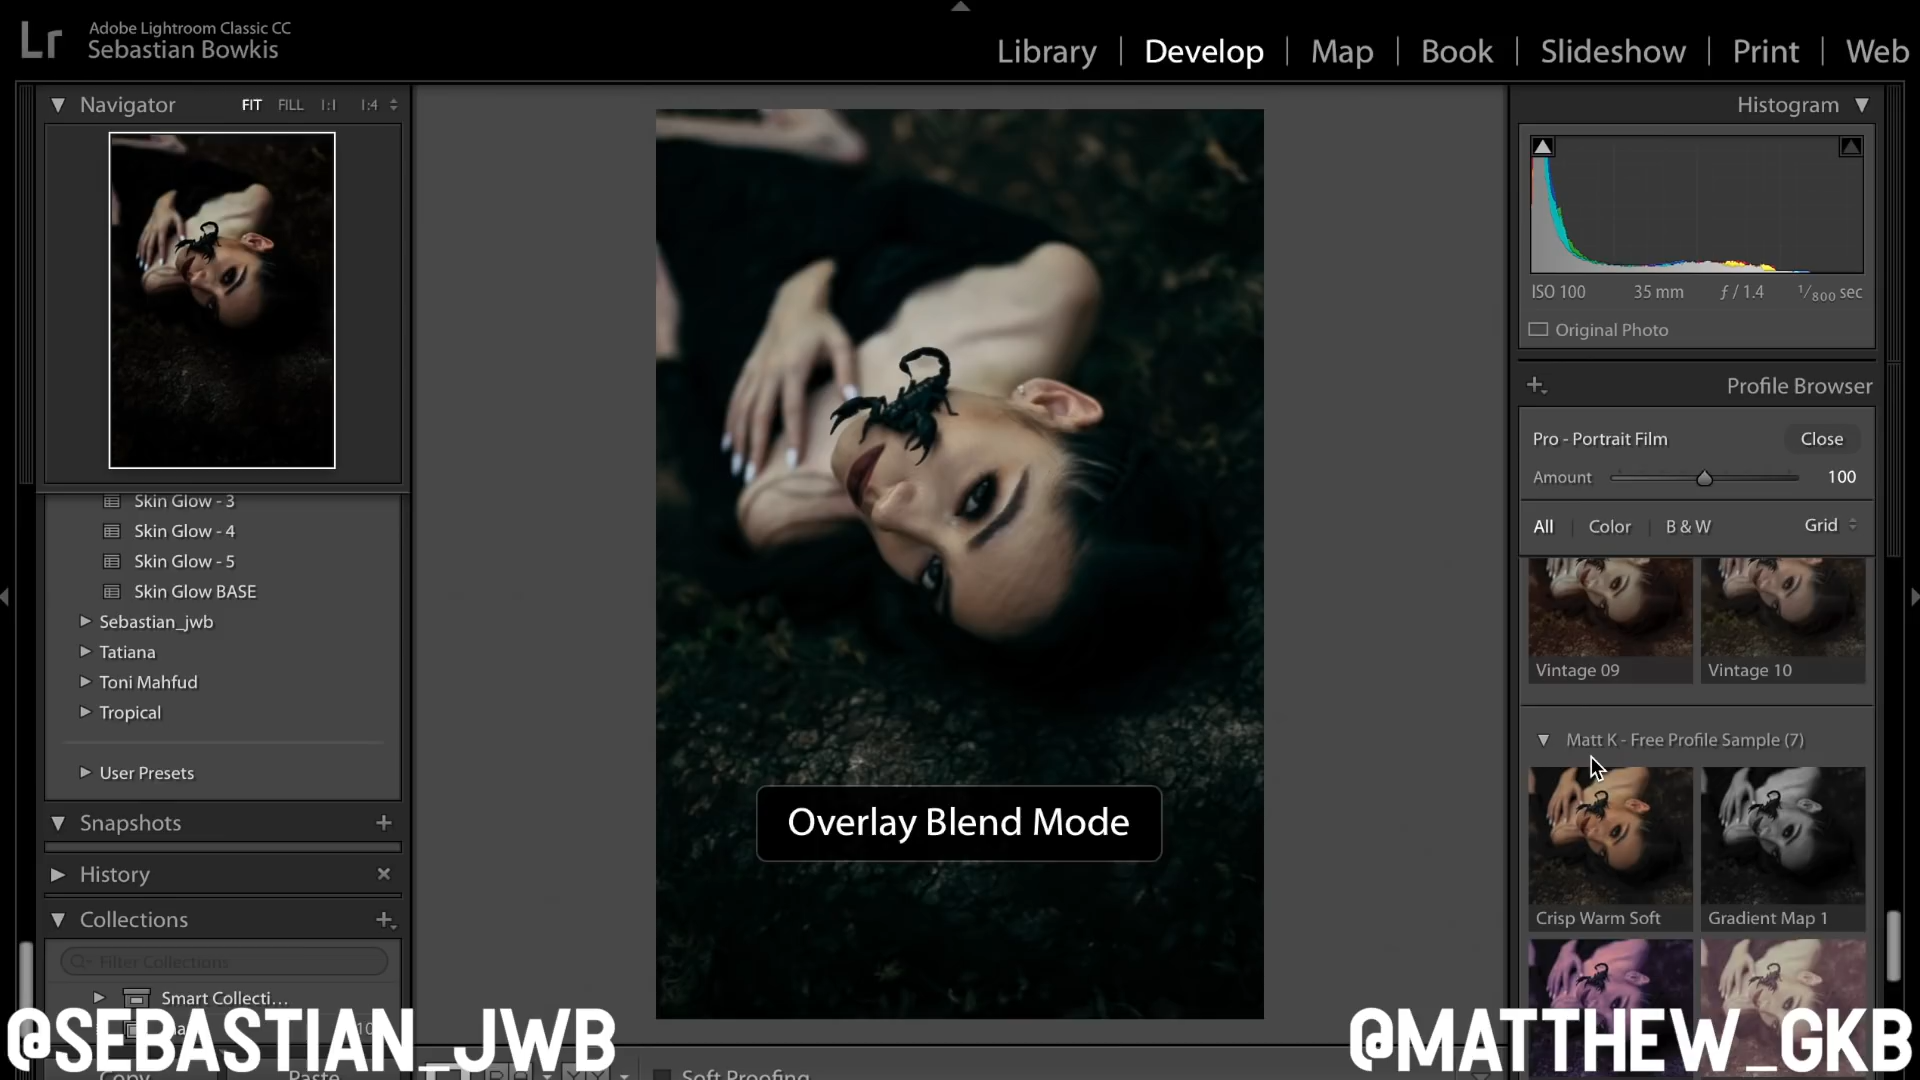 Lr
Adobe Lightroom Classic CC
Sebastian Bowkis
Library | Develop | Map | Book | Slideshow | Print | Web
Navigator FIT FILL 1:1 1:4
Skin Glow - 3
Skin Glow - 4
Skin Glow - 5
Skin Glow BASE
Sebastian_jwb
Tatiana
Toni Mahfud
Tropical
User Presets
Snapshots
History
Collections
Filter Collections
Smart Collecti...
@SEBASTIAN_JWB
Overlay Blend Mode
Soft Proofing
Histogram
ISO 100 35 mm ƒ / 1.4 1/800 sec
Original Photo
Profile Browser
Pro - Portrait Film Close
Amount 100
All | Color | B & W Grid
Vintage 09 Vintage 10
Matt K - Free Profile Sample (7)
Crisp Warm Soft Gradient Map 1
@MATTHEW_GKB